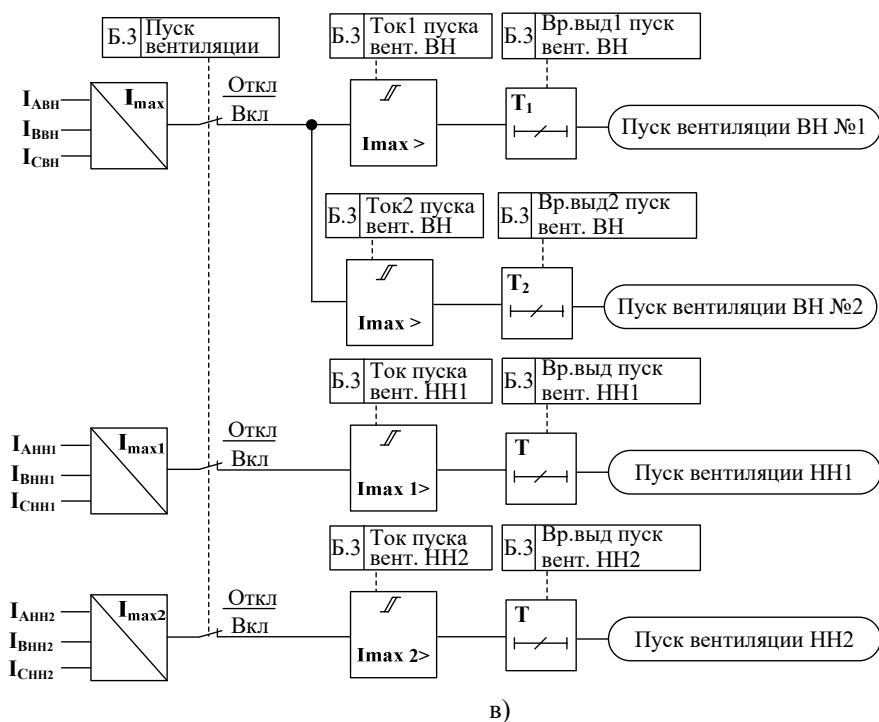 Б.3 Пуск вентиляции
Б.3 Ток1 пуска вент. ВН
Б.3 Вр.выд1 пуск вент. ВН
IАВН
IВВН
IСВН
Imax
Откл
Вкл
Imax >
T1
Пуск вентиляции ВН №1
Б.3 Ток2 пуска вент. ВН
Б.3 Вр.выд2 пуск вент. ВН
Imax >
T2
Пуск вентиляции ВН №2
Б.3 Ток пуска вент. НН1
Б.3 Вр.выд пуск вент. НН1
IАНН1
IВНН1
IСНН1
Imax1
Откл
Вкл
Imax 1>
T
Пуск вентиляции НН1
Б.3 Ток пуска вент. НН2
Б.3 Вр.выд пуск вент. НН2
IАНН2
IВНН2
IСНН2
Imax2
Откл
Вкл
Imax 2>
T
Пуск вентиляции НН2
в)